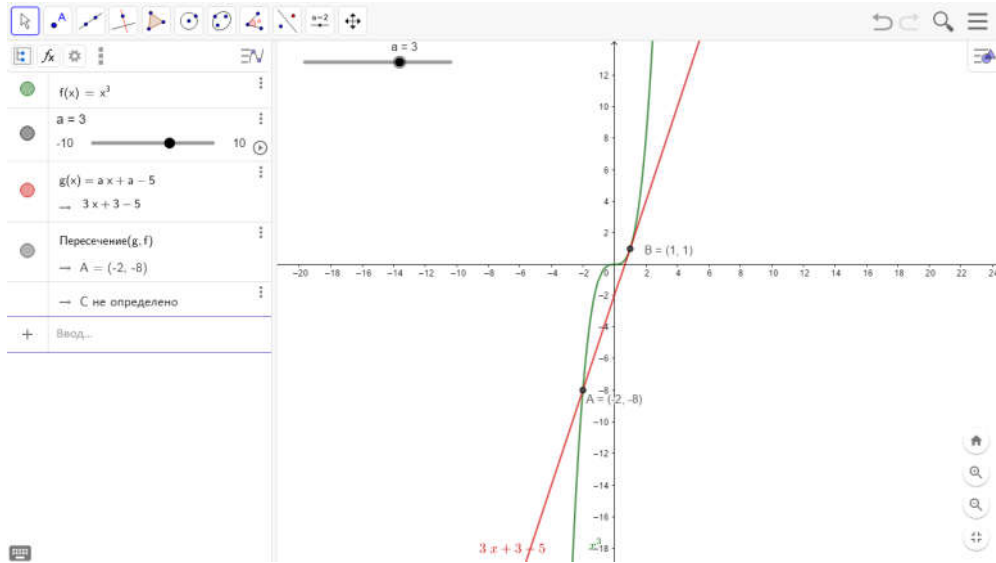 a=2
fx
a = 3
f(x) = x³
a = 3
-10
10
g(x) = a x + a − 5
→ 3 x + 3 − 5
Пересечение(g, f)
→ A = (-2, -8)
→ C не определено
+ Ввод...
12
10
8
6
4
2
B = (1, 1)
−20 −18 −16 −14 −12 −10 −8 −6 −4 −2 0 2 4 6 8 10 12 14 16 18 20 22 24
−2
−4
−6
−8
A = (-2, -8)
−10
−12
−14
−16
−18
3 x + 3 − 5
x³